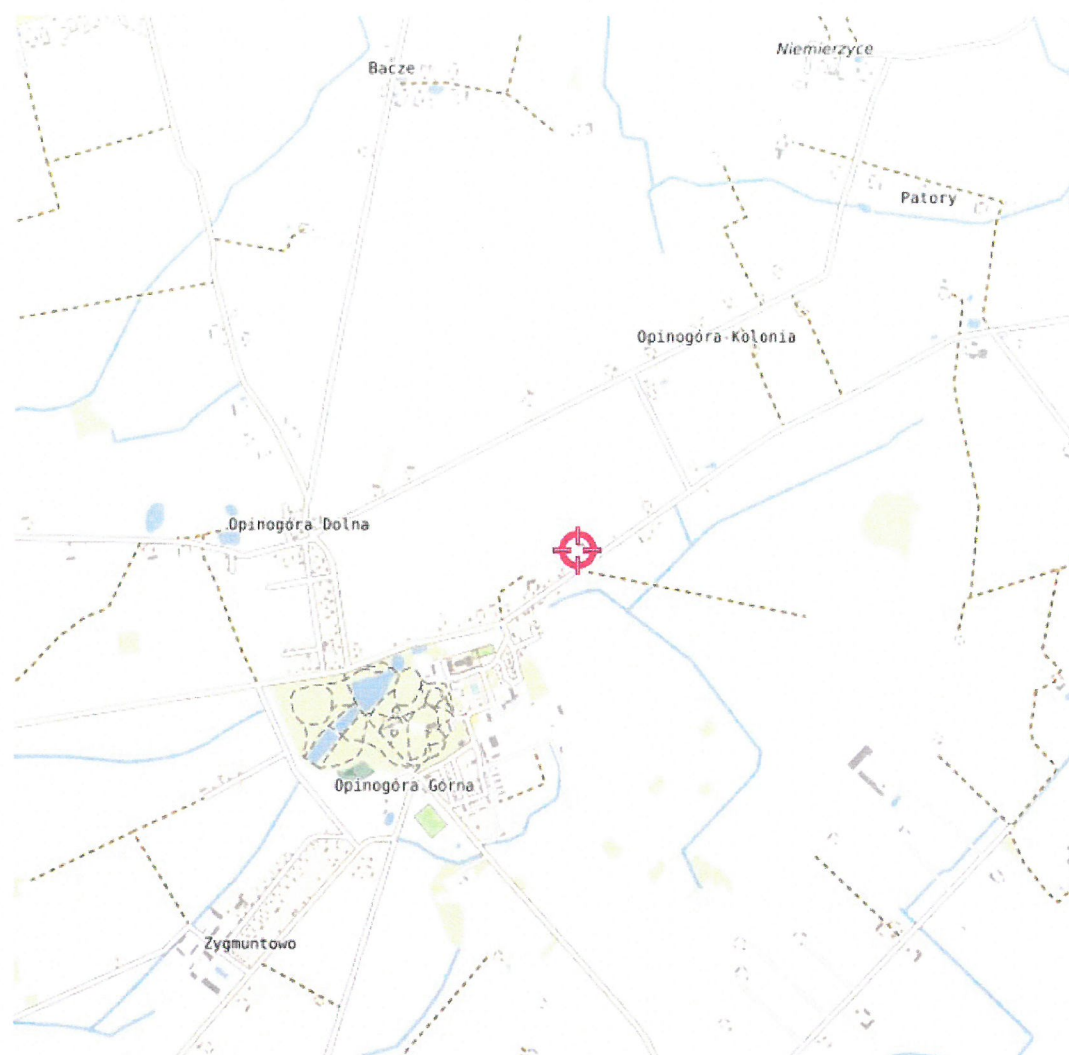 Niemierzyce
Bacze
Patory
Opinogóra-Kolonia
Opinogóra Dolna
Opinogóra Górna
Zygmuntowo